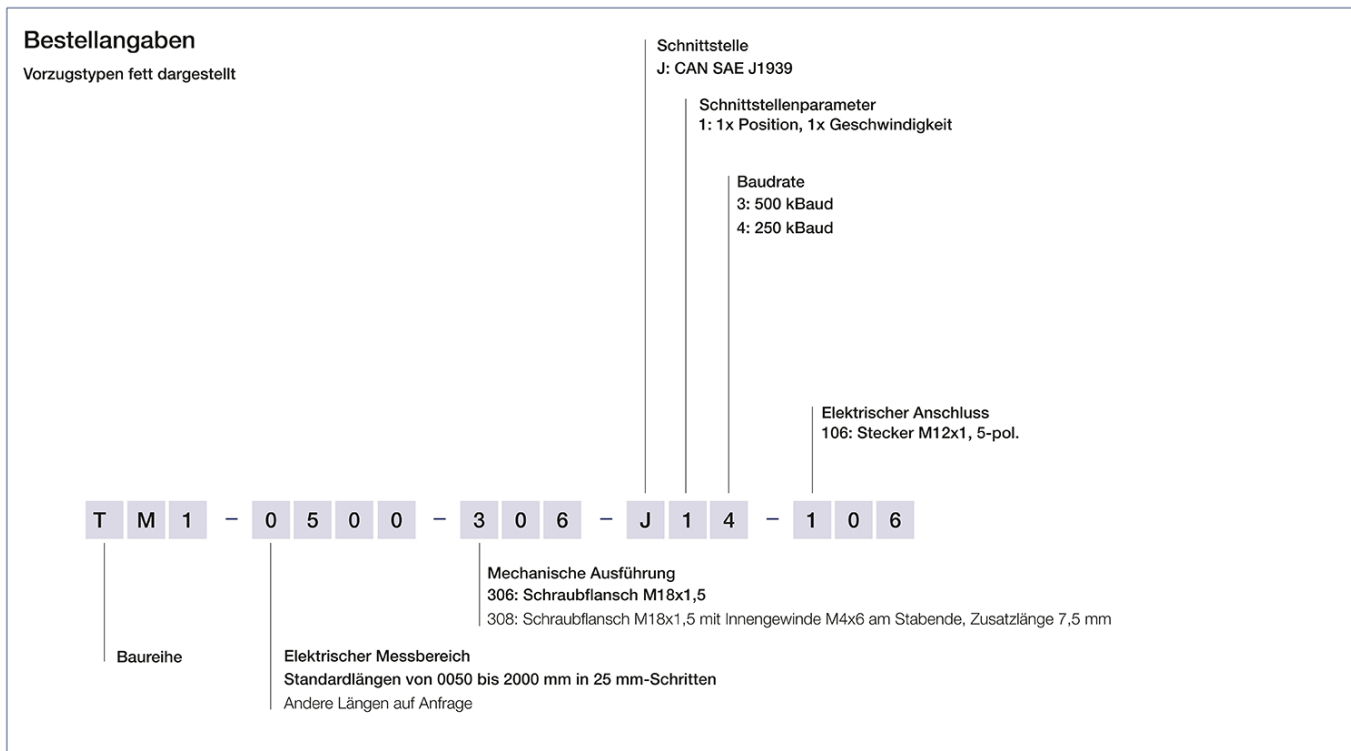 Bestellangaben
Vorzugstypen fett dargestellt
Schnittstelle
J: CAN SAE J1939
Schnittstellenparameter
1: 1x Position, 1x Geschwindigkeit
Baudrate
3: 500 kBaud
4: 250 kBaud
Elektrischer Anschluss
106: Stecker M12x1, 5-pol.
T M 1 – 0 5 0 0 – 3 0 6 – J 1 4 – 1 0 6
Mechanische Ausführung
306: Schraubflansch M18x1,5
308: Schraubflansch M18x1,5 mit Innengewinde M4x6 am Stabende, Zusatzlänge 7,5 mm
Baureihe
Elektrischer Messbereich
Standardlängen von 0050 bis 2000 mm in 25 mm-Schritten
Andere Längen auf Anfrage